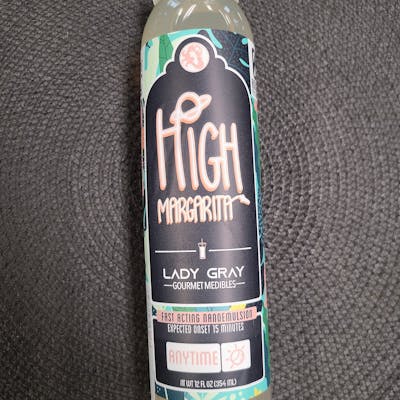 HIGH
MARGARITA
LADY GRAY
GOURMET MEDIBLES
FAST ACTING NANOEMULSION
EXPECTED ONSET 15 MINUTES
ANYTIME
NT WT 12 FL OZ (354 ML)